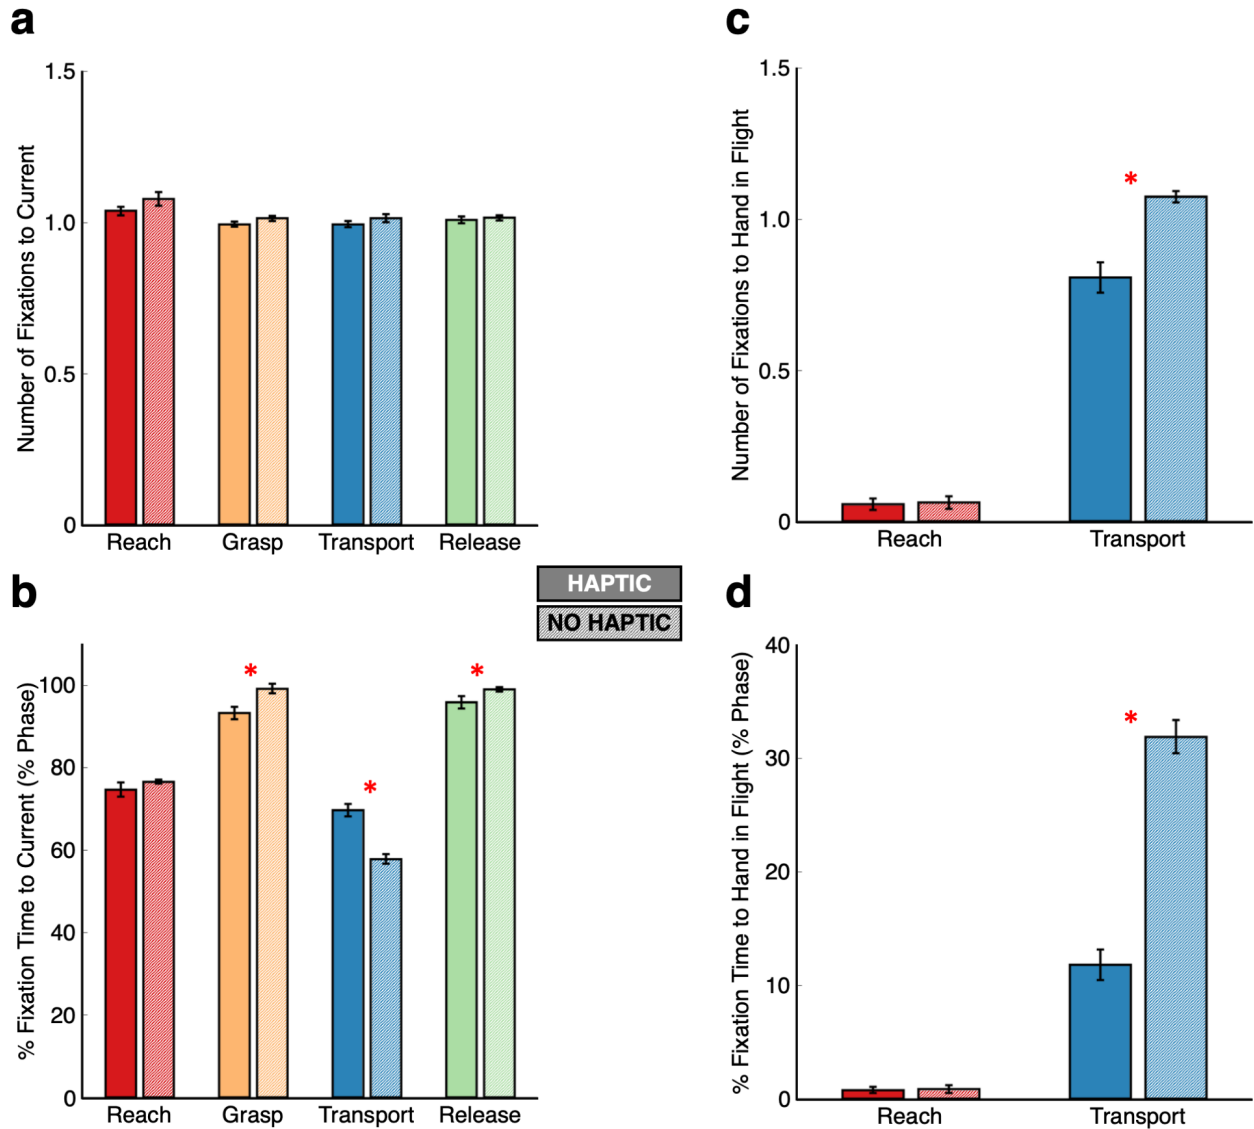 a
Number of Fixations to Current
1.5
1.0
0.5
0
Reach Grasp Transport Release
c
Number of Fixations to Hand in Flight
1.5
1.0
0.5
0
*
Reach Transport
HAPTIC
NO HAPTIC
b
% Fixation Time to Current (% Phase)
100
80
60
40
20
0
* * *
Reach Grasp Transport Release
d
% Fixation Time to Hand in Flight (% Phase)
40
30
20
10
0
*
Reach Transport